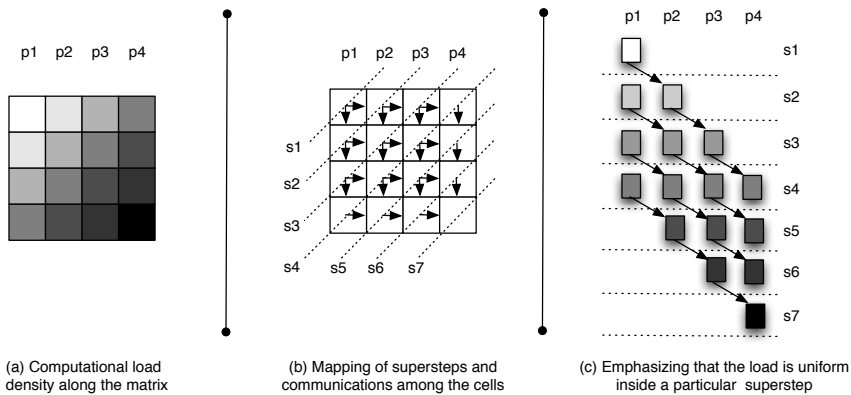 p1 p2 p3 p4
(a) Computational load
density along the matrix
p1 p2 p3 p4
s1
s2
s3
s4 s5 s6 s7
(b) Mapping of supersteps and
communications among the cells
p1 p2 p3 p4
s1
s2
s3
s4
s5
s6
s7
(c) Emphasizing that the load is uniform
inside a particular superstep